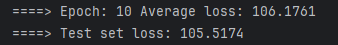 ====> Epoch: 10 Average loss: 106.1761
====> Test set loss: 105.5174